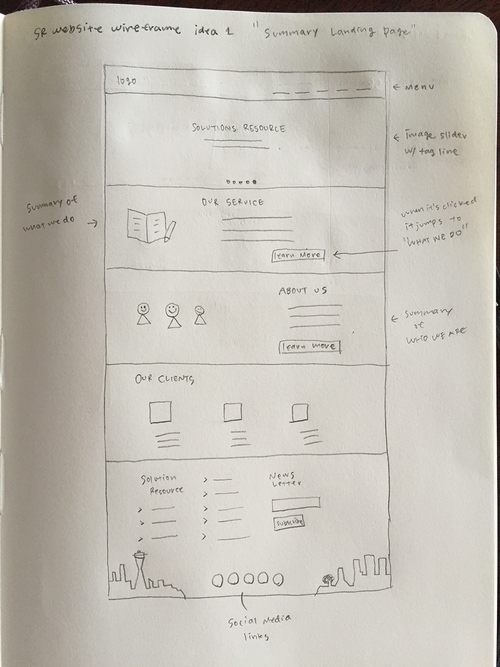 SR website wireframe idea 1 "Summary Landing Page"
logo
← Menu
SOLUTIONS RESOURCE
← Image slider
w/ tag line
Summary of
what we do →
OUR SERVICE
learn more
when it's clicked
it jumps to
"WHAT WE DO"
ABOUT US
learn more
← Summary
of
WHO WE ARE
OUR CLIENTS
Solution
Resource
News
Letter
Subscribe
Social Media
links